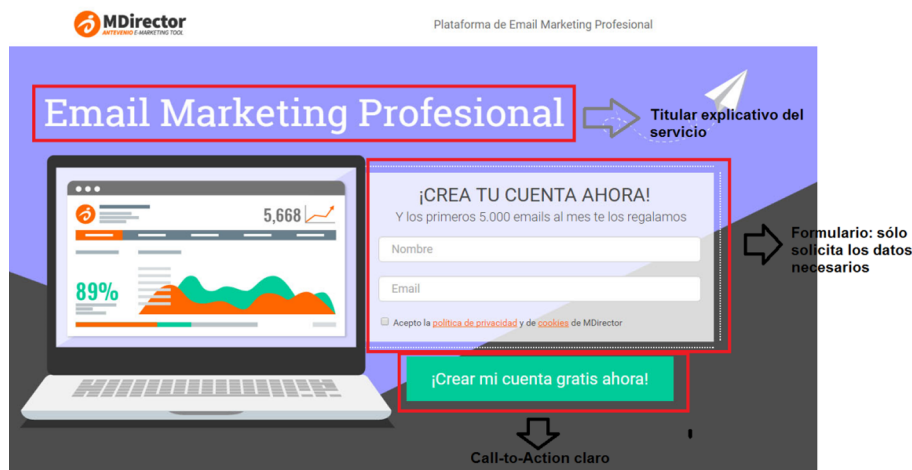 MDirector
ANTEVENIO E-MARKETING TOOL
Plataforma de Email Marketing Profesional
Email Marketing Profesional
Titular explicativo del
servicio
¡CREA TU CUENTA AHORA!
Y los primeros 5.000 emails al mes te los regalamos
5,668
Nombre
Formulario: sólo
solicita los datos
necesarios
89%
Email
Acepto la política de privacidad y de cookies de MDirector
¡Crear mi cuenta gratis ahora!
Call-to-Action claro